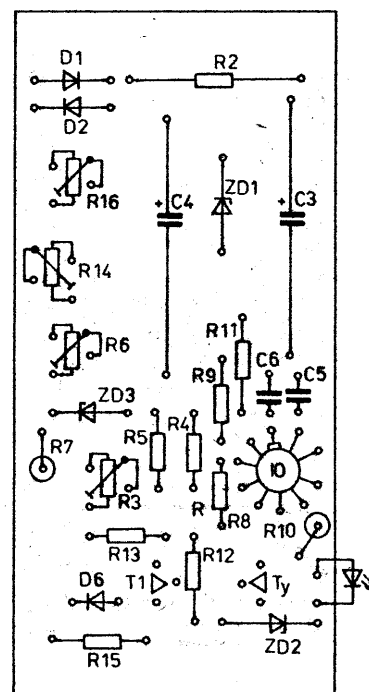 D1
R2
D2
R16
C4
+
ZD1
+
C3
R14
R6
R11
R9
C6
C5
ZD3
R7
R5
R4
IO
R3
R
R8
R10
R13
R12
D6
T1
Ty
R15
ZD2